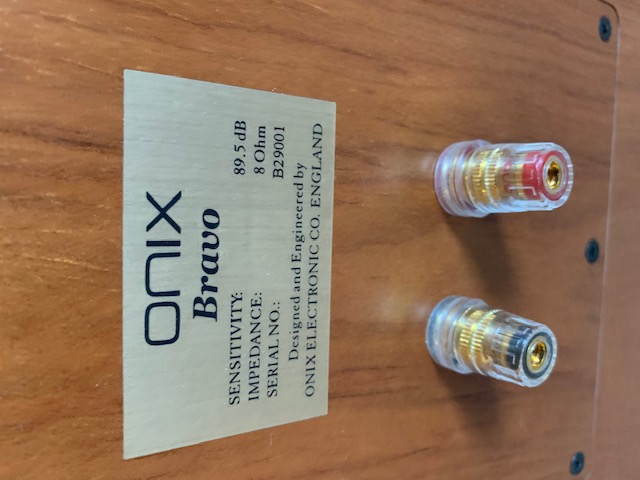 ONIX
Bravo
SENSITIVITY: 89.5 dB
IMPEDANCE: 8 Ohm
SERIAL NO.: B29001
Designed and Engineered by
ONIX ELECTRONIC CO. ENGLAND